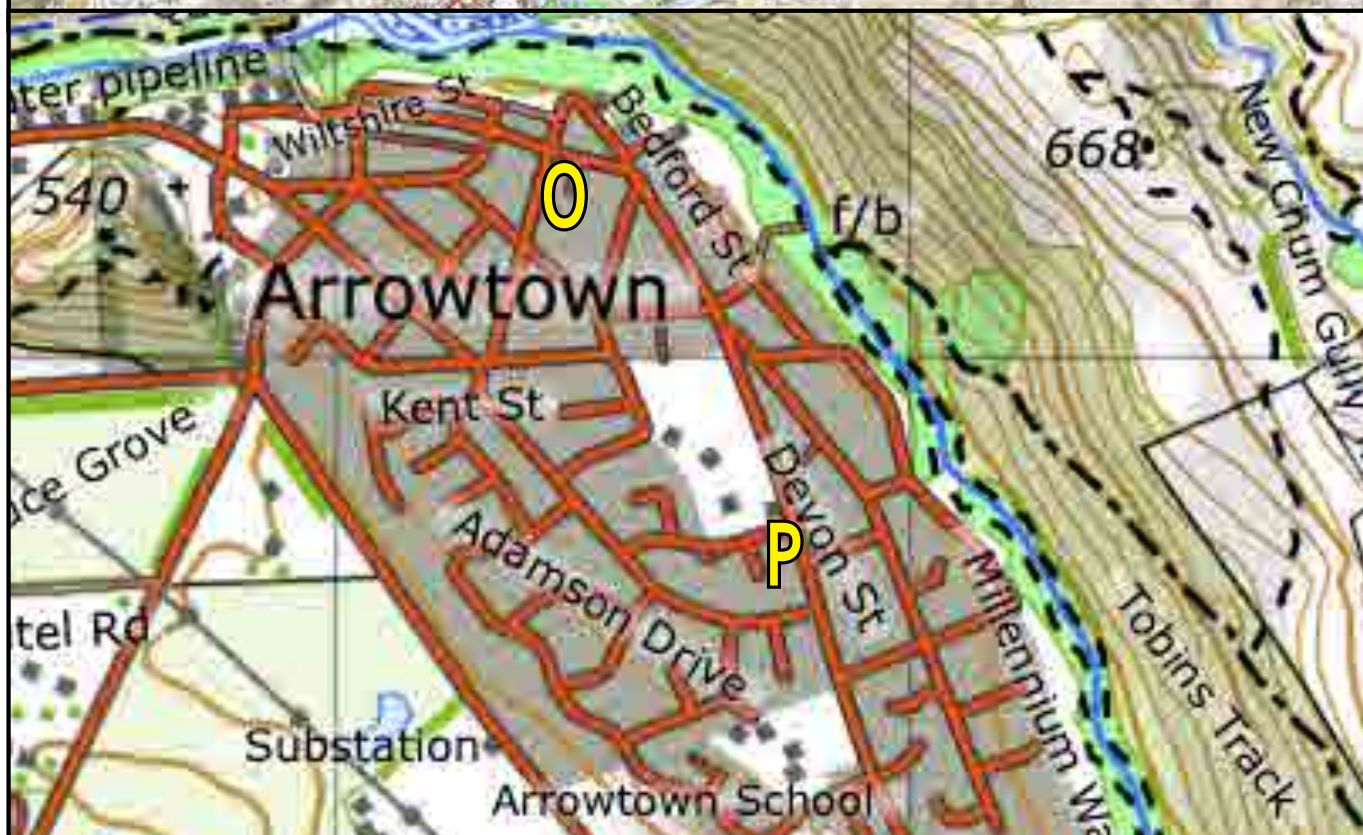 ter pipeline
Wiltshire St
Bedford St
New Chum Gully
668
540
O
f/b
Arrowtown
Kent St
ce Grove
Devon St
P
Adamson Drive
Millennium Wa
Tobins Track
tel Rd
Substation
Arrowtown School